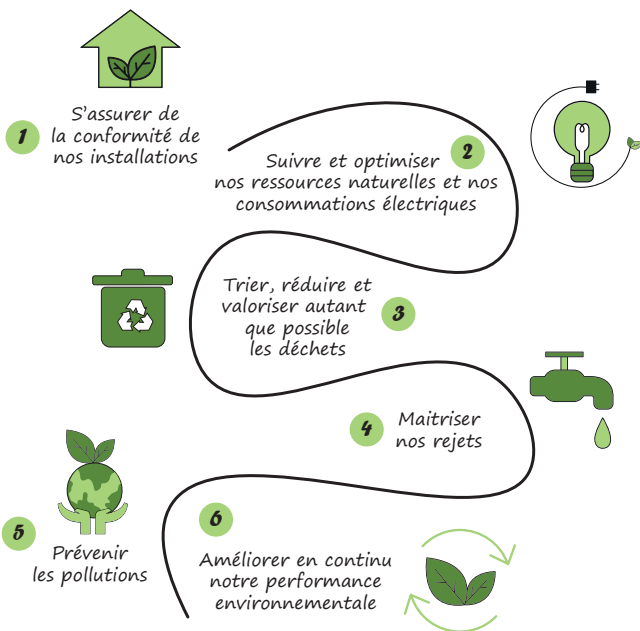 1
S'assurer de
la conformité de
nos installations
2
Suivre et optimiser
nos ressources naturelles et nos
consommations électriques
Trier, réduire et
valoriser autant
que possible
les déchets
3
4
Maitriser
nos rejets
5
Prévenir
les pollutions
6
Améliorer en continu
notre performance
environnementale